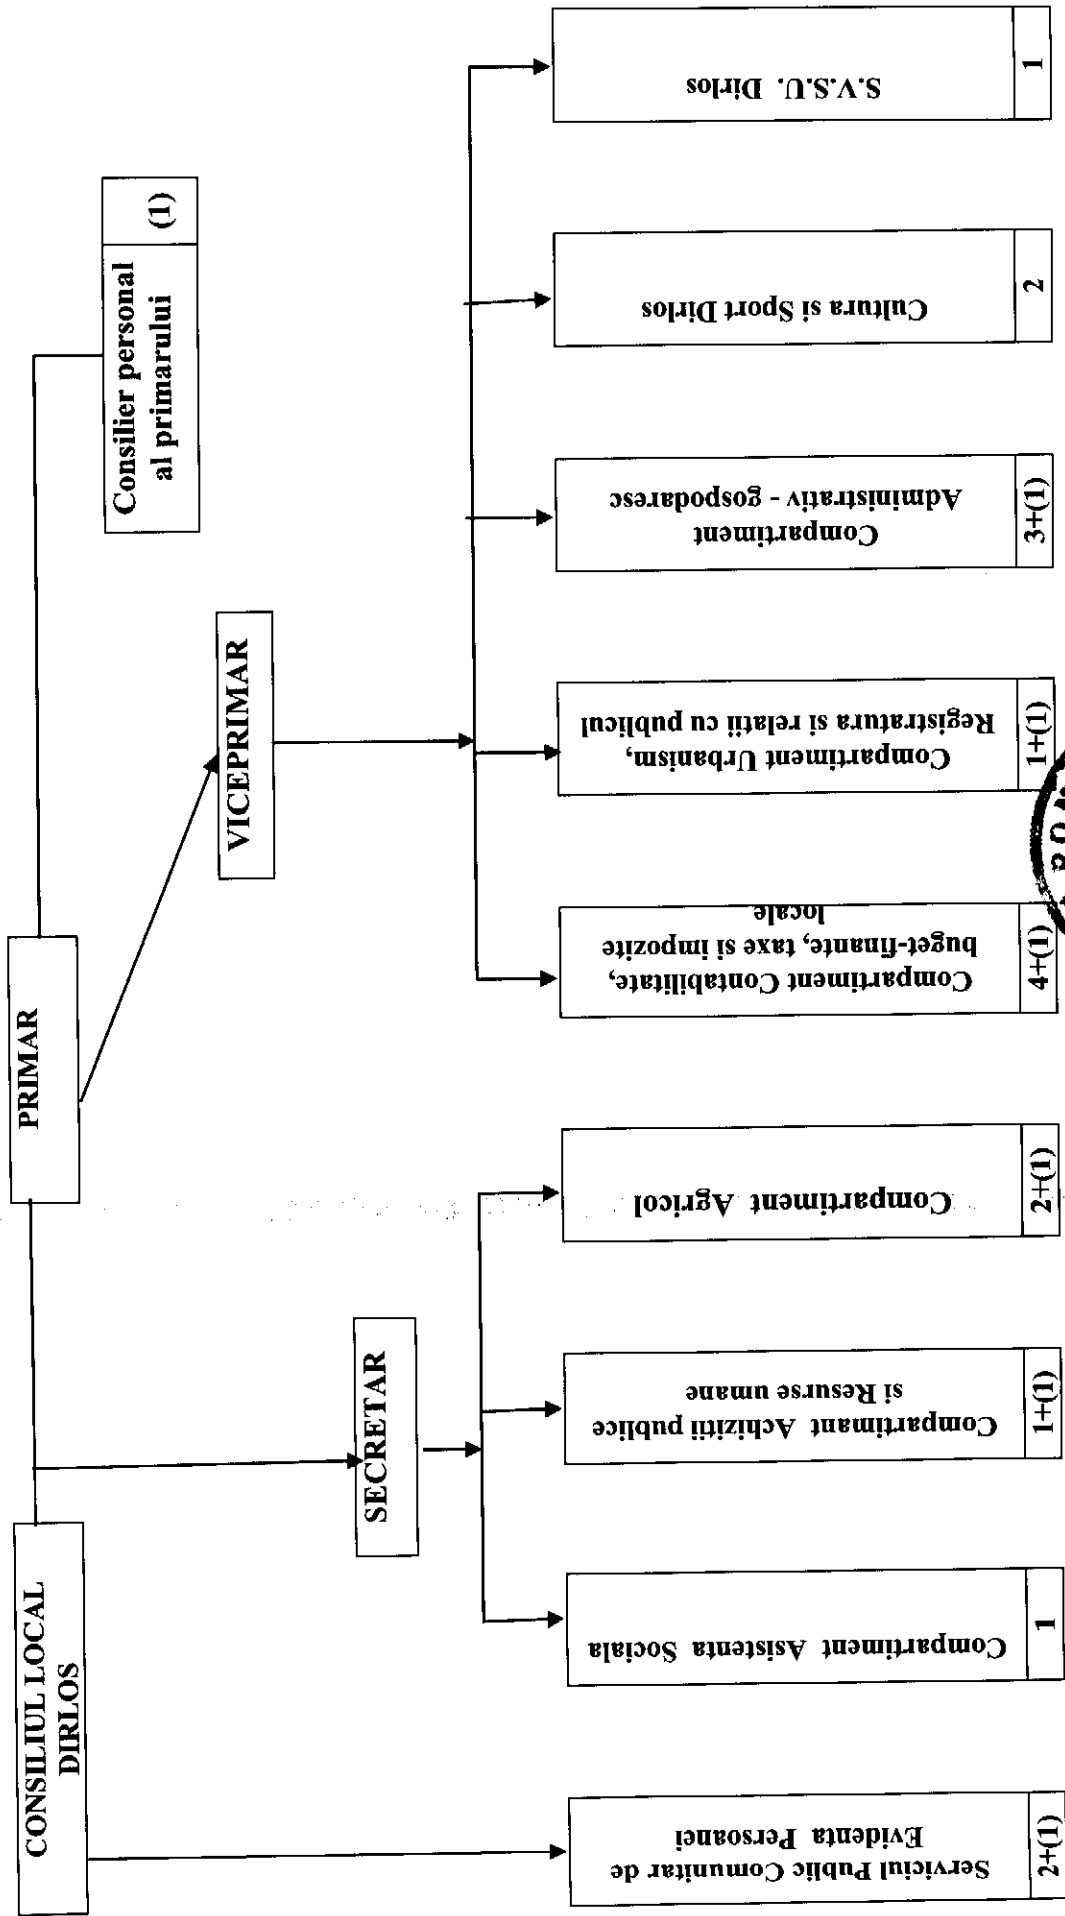 CONSILIUL LOCAL
DIRLOS
PRIMAR
Consilier personal
al primarului
(1)
VICEPRIMAR
SECRETAR
Serviciul Public Comunitar de
Evidenta Persoanei
2+(1)
Compartiment Asistenta Sociala
1
Compartimant Achizitii publice
si Resurse umane
1+(1)
Compartiment Agricol
2+(1)
Compartiment Contabilitate,
buget-finante, taxe si impozite
locale
4+(1)
Compartiment Urbanism,
Registratura si relatii cu publicul
1+(1)
Compartiment
Administrativ - gospodaresc
3+(1)
Cultura si Sport Dirlos
2
S.V.S.U. Dirlos
1